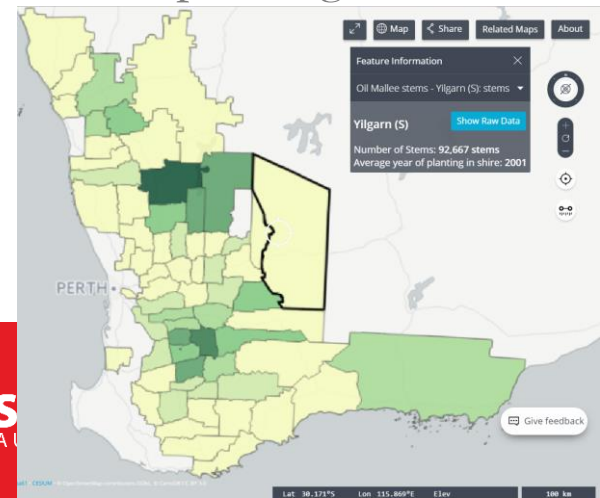 Map
Share
Related Maps
About
Feature Information
Oil Mallee stems - Yilgarn (S): stems
Yilgarn (S)
Show Raw Data
Number of Stems: 92,667 stems
Average year of planting in shire: 2001
PERTH
S
AU
Give feedback
CESIUM
Lat 30.171°S Lon 115.869°E Elev 100 km